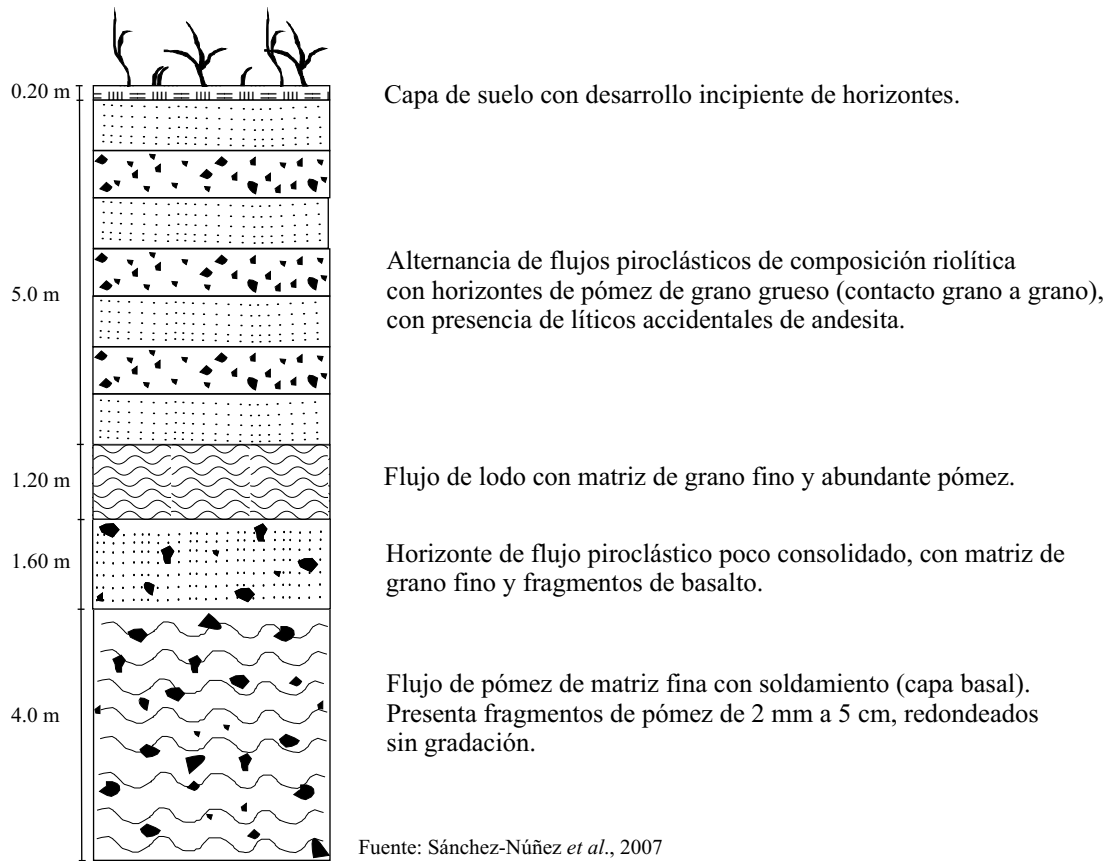 0.20 m
Capa de suelo con desarrollo incipiente de horizontes.
5.0 m
Alternancia de flujos piroclásticos de composición riolítica
con horizontes de pómez de grano grueso (contacto grano a grano),
con presencia de líticos accidentales de andesita.
1.20 m
Flujo de lodo con matriz de grano fino y abundante pómez.
1.60 m
Horizonte de flujo piroclástico poco consolidado, con matriz de
grano fino y fragmentos de basalto.
4.0 m
Flujo de pómez de matriz fina con soldamiento (capa basal).
Presenta fragmentos de pómez de 2 mm a 5 cm, redondeados
sin gradación.
Fuente: Sánchez-Núñez et al., 2007